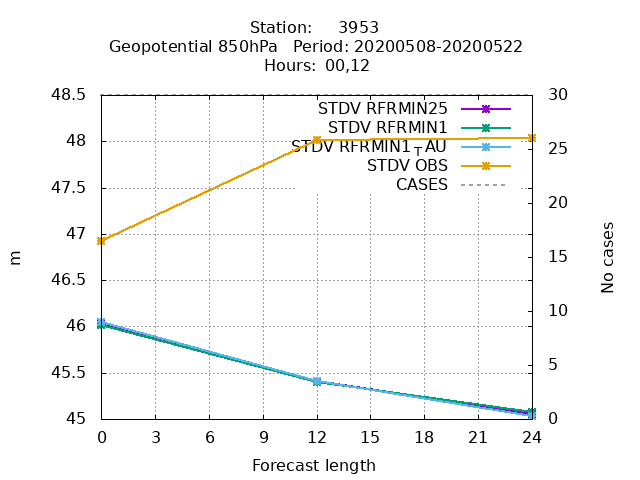 Station:     3953
Geopotential 850hPa   Period: 20200508-20200522
Hours: 00,12
48.5
48
47.5
47
46.5
46
45.5
45
m
STDV RFRMIN25
STDV RFRMIN1
STDV RFRMIN1_TAU
STDV OBS
CASES
30
25
20
15
10
5
0
No cases
0 3 6 9 12 15 18 21 24
Forecast length